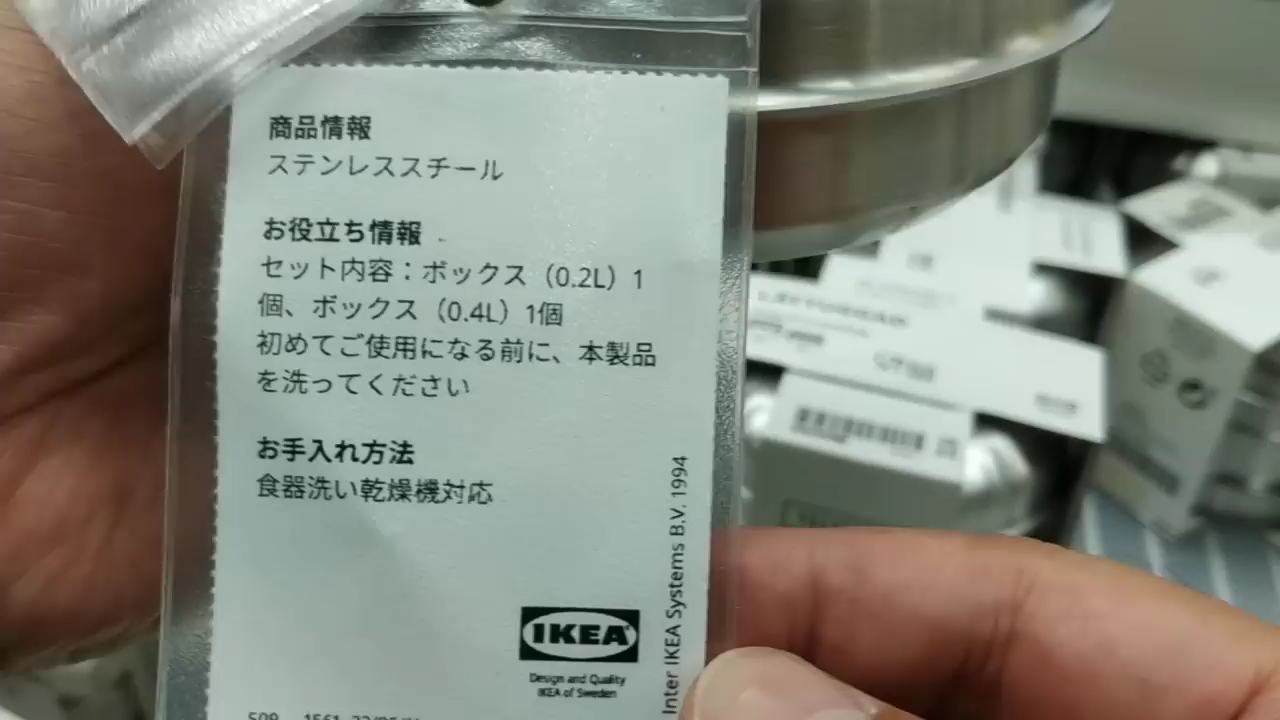 商品情報
ステンレススチール
お役立ち情報
セット内容：ボックス（0.2L）1
個、ボックス（0.4L）1個
初めてご使用になる前に、本製品
を洗ってください
お手入れ方法
食器洗い乾燥機対応
Inter IKEA Systems B.V. 1994
IKEA
Design and Quality
IKEA of Sweden